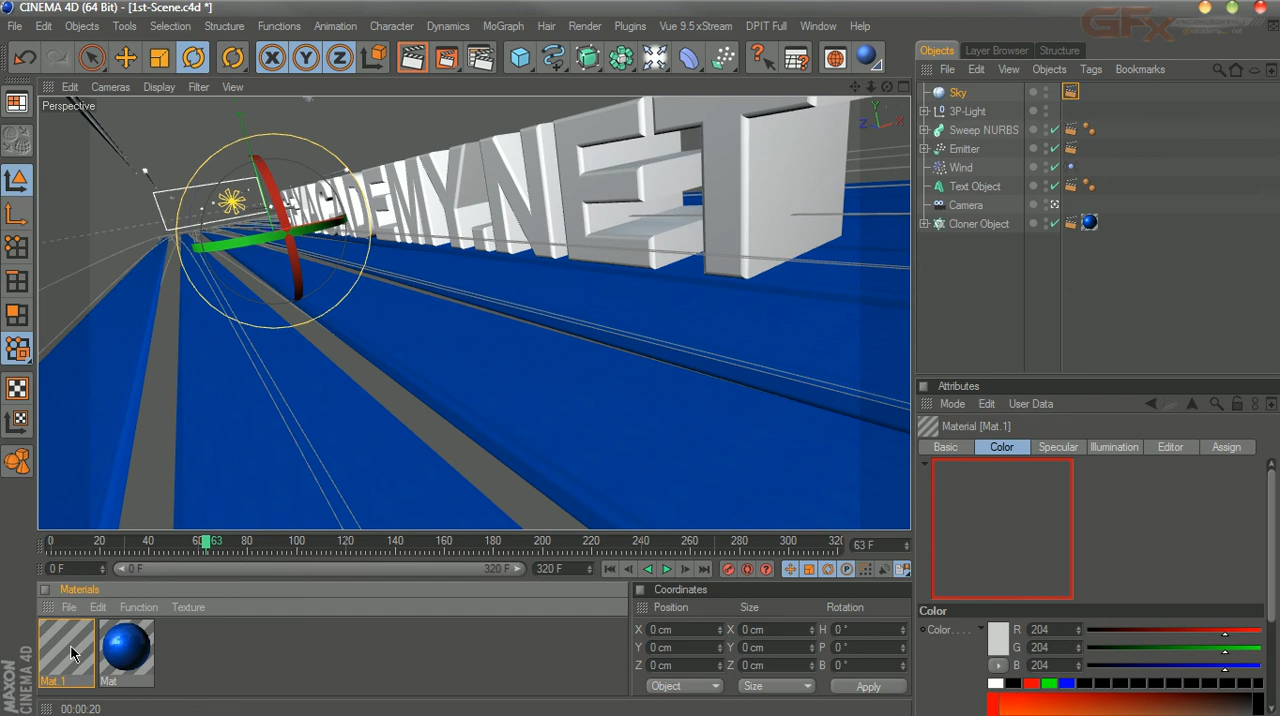 CINEMA 4D (64 Bit) - [1st-Scene.c4d *]
File Edit Objects Tools Selection Structure Functions Animation Character Dynamics MoGraph Hair Render Plugins Vue 9.5xStream DPIT Full Window Help
GFx
Objects Layer Browser Structure
File Edit View Objects Tags Bookmarks
Edit Cameras Display Filter View
Perspective
Y
Z X
Sky
3P-Light
Sweep NURBS
Emitter
Wind
Text Object
Camera
Cloner Object
DEMY.NET
Attributes
Mode Edit User Data
Material [Mat.1]
Basic Color Specular Illumination Editor Assign
0 20 40 60 63 80 100 120 140 160 180 200 220 240 260 280 300 320
63 F
0 F 0 F 320 F 320 F
Materials
File Edit Function Texture
Mat.1 Mat
Coordinates
Position Size Rotation
X 0 cm X 0 cm H 0 °
Y 0 cm Y 0 cm P 0 °
Z 0 cm Z 0 cm B 0 °
Object Size Apply
Color
Color. . . . R 204
G 204
B 204
MAXON
CINEMA 4D
00:00:20